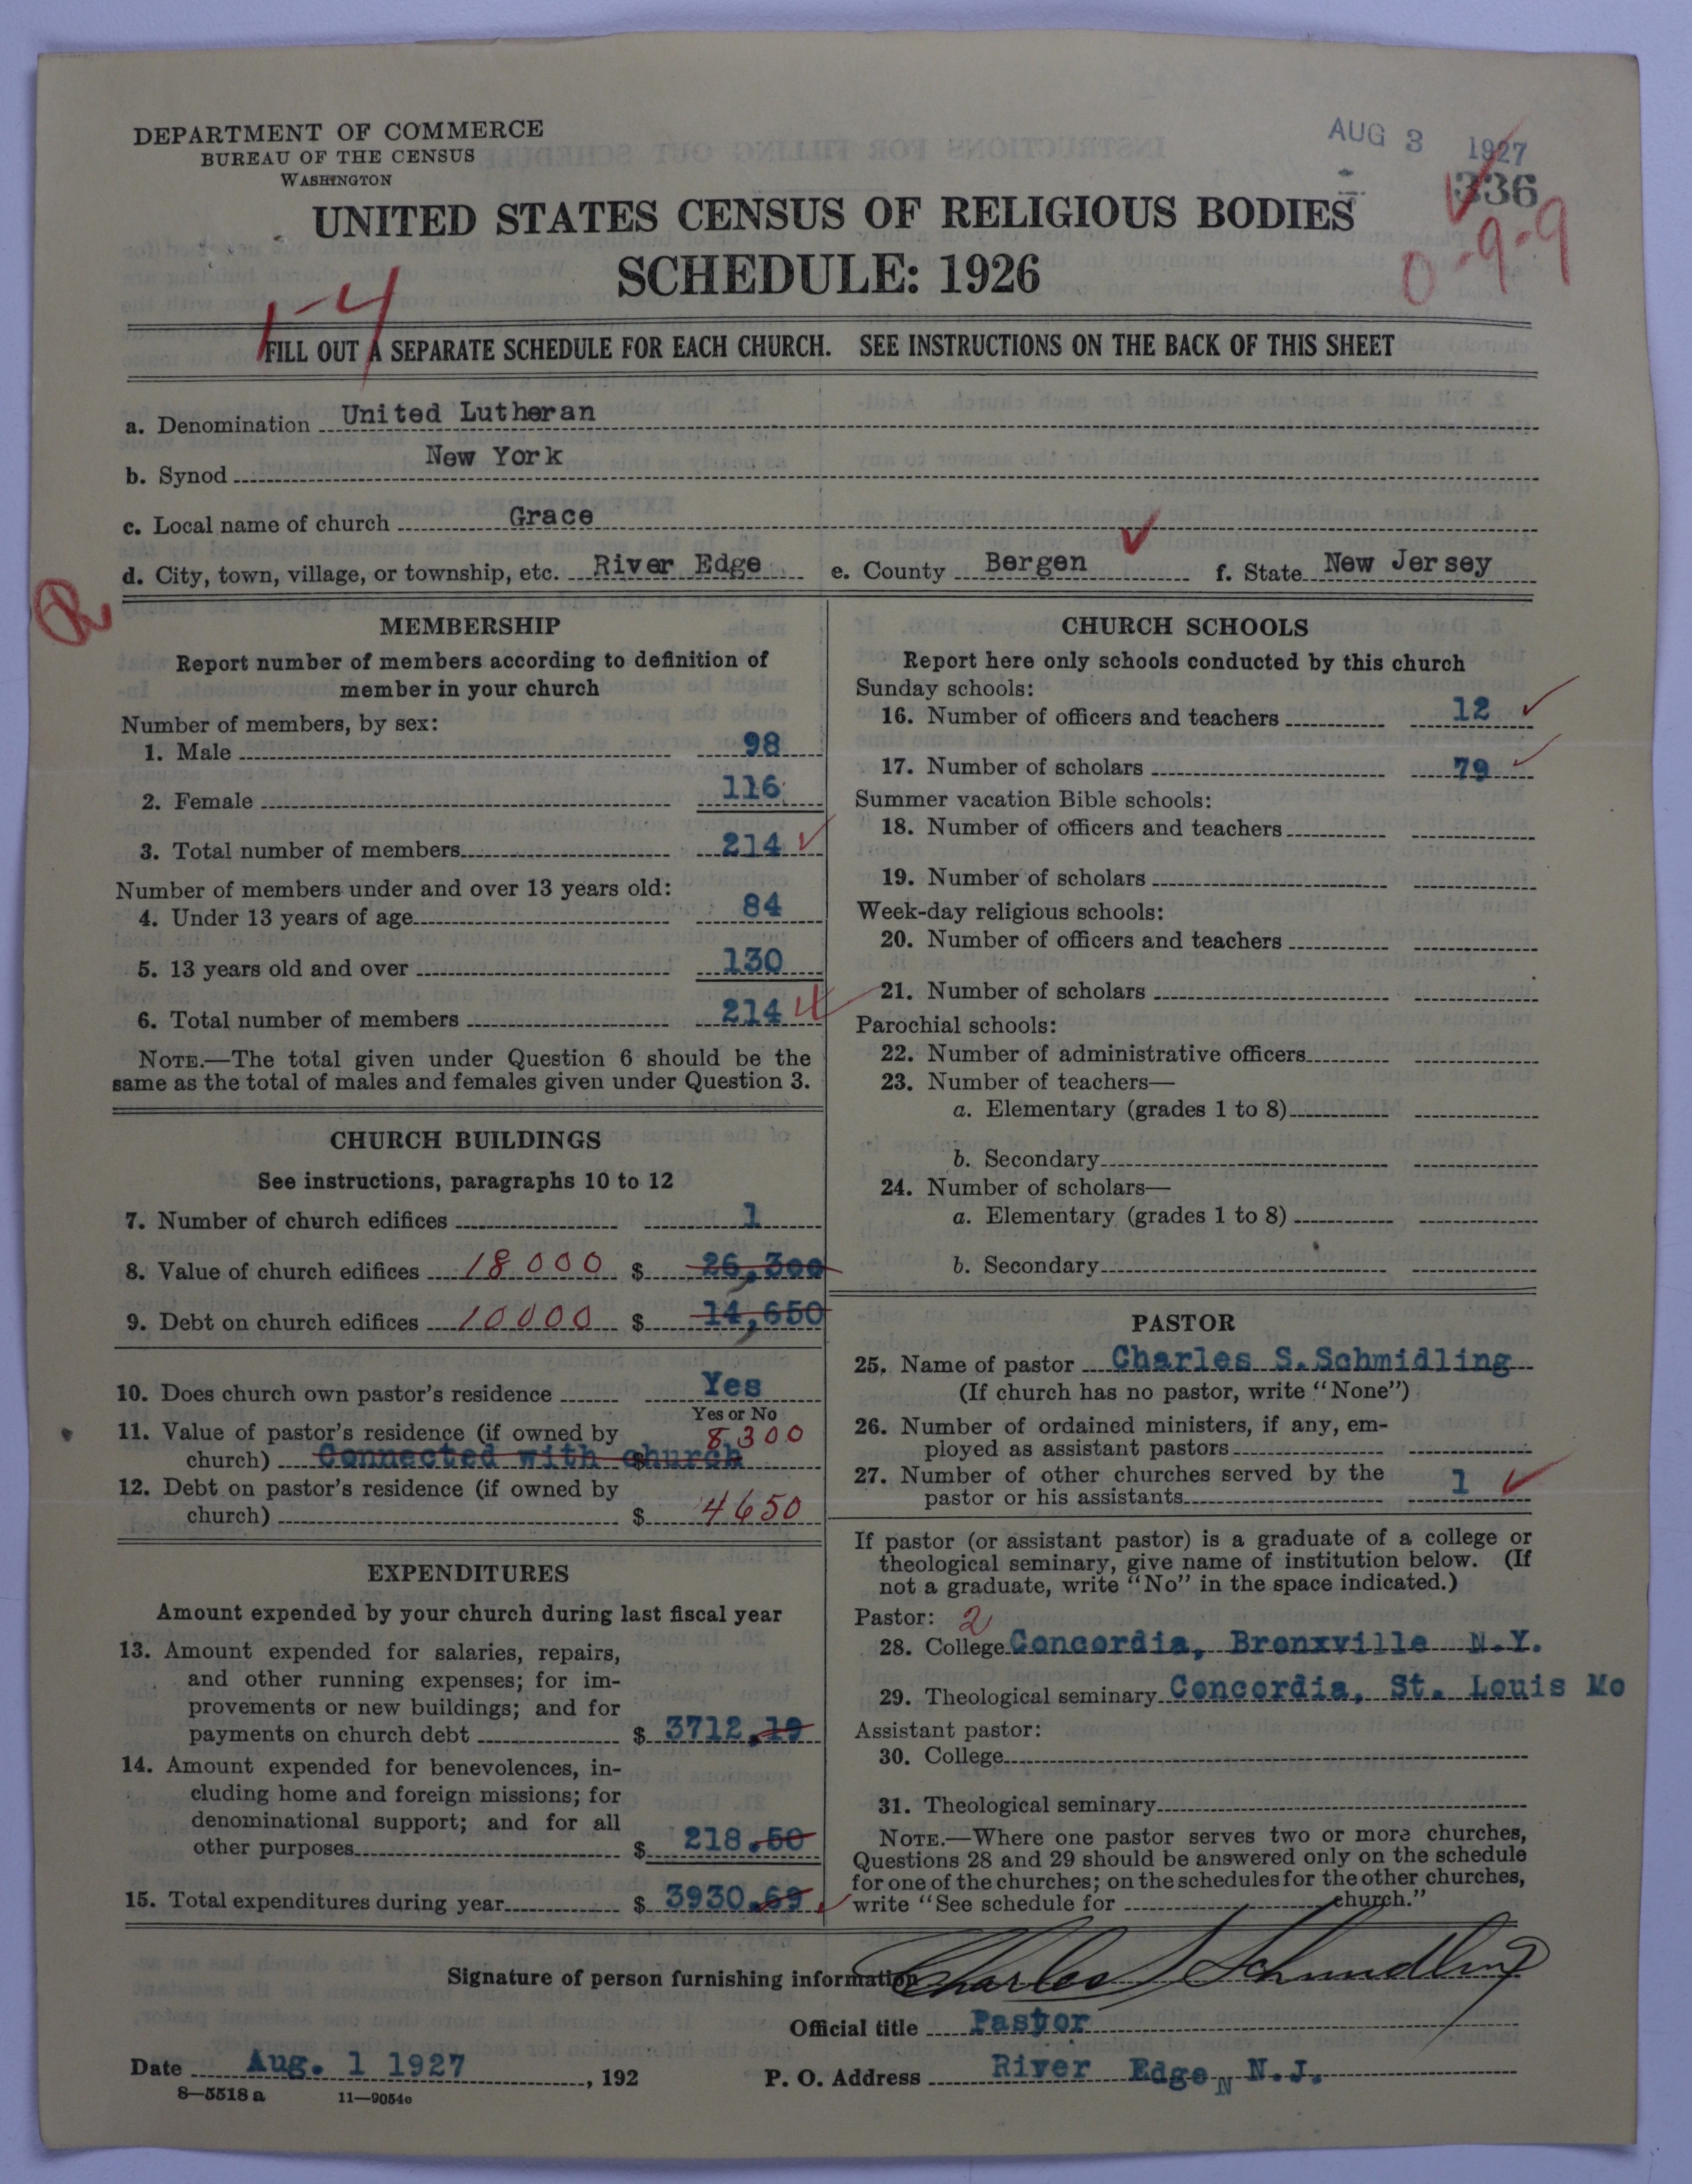 DEPARTMENT OF COMMERCE
BUREAU OF THE CENSUS
WASHINGTON
AUG 3 1927
336
0-9-9
UNITED STATES CENSUS OF RELIGIOUS BODIES
SCHEDULE: 1926
1-4
FILL OUT A SEPARATE SCHEDULE FOR EACH CHURCH. SEE INSTRUCTIONS ON THE BACK OF THIS SHEET
a. Denomination United Lutheran
b. Synod New York
c. Local name of church Grace
d. City, town, village, or township, etc. River Edge e. County Bergen f. State New Jersey
R
MEMBERSHIP
Report number of members according to definition of
member in your church
Number of members, by sex:
1. Male 98
2. Female 116
3. Total number of members 214
Number of members under and over 13 years old:
4. Under 13 years of age 84
5. 13 years old and over 130
6. Total number of members 214
NOTE.—The total given under Question 6 should be the
same as the total of males and females given under Question 3.
CHURCH BUILDINGS
See instructions, paragraphs 10 to 12
7. Number of church edifices 1
8. Value of church edifices 18000 $ 26,300
9. Debt on church edifices 10000 $ 14,650
10. Does church own pastor's residence Yes
Yes or No
11. Value of pastor's residence (if owned by 8300
church) Connected with church $
12. Debt on pastor's residence (if owned by
church) $ 4650
EXPENDITURES
Amount expended by your church during last fiscal year
13. Amount expended for salaries, repairs,
and other running expenses; for im-
provements or new buildings; and for
payments on church debt $ 3712.19
14. Amount expended for benevolences, in-
cluding home and foreign missions; for
denominational support; and for all
other purposes $ 218.50
15. Total expenditures during year $ 3930.69
CHURCH SCHOOLS
Report here only schools conducted by this church
Sunday schools:
16. Number of officers and teachers 12
17. Number of scholars 79
Summer vacation Bible schools:
18. Number of officers and teachers
19. Number of scholars
Week-day religious schools:
20. Number of officers and teachers
21. Number of scholars
Parochial schools:
22. Number of administrative officers
23. Number of teachers—
a. Elementary (grades 1 to 8)
b. Secondary
24. Number of scholars—
a. Elementary (grades 1 to 8)
b. Secondary
PASTOR
25. Name of pastor Charles S. Schmidling
(If church has no pastor, write "None")
26. Number of ordained ministers, if any, em-
ployed as assistant pastors
27. Number of other churches served by the
pastor or his assistants 1
If pastor (or assistant pastor) is a graduate of a college or
theological seminary, give name of institution below. (If
not a graduate, write "No" in the space indicated.)
Pastor: 2
28. College Concordia, Bronxville N.Y.
29. Theological seminary Concordia, St. Louis Mo
Assistant pastor:
30. College
31. Theological seminary
NOTE.—Where one pastor serves two or more churches,
Questions 28 and 29 should be answered only on the schedule
for one of the churches; on the schedules for the other churches,
write "See schedule for church."
Signature of person furnishing information Charles S Schmidling
Official title Pastor
Date Aug. 1 1927, 192 P. O. Address River Edge N N.J.
8—5518 a 11—9054c